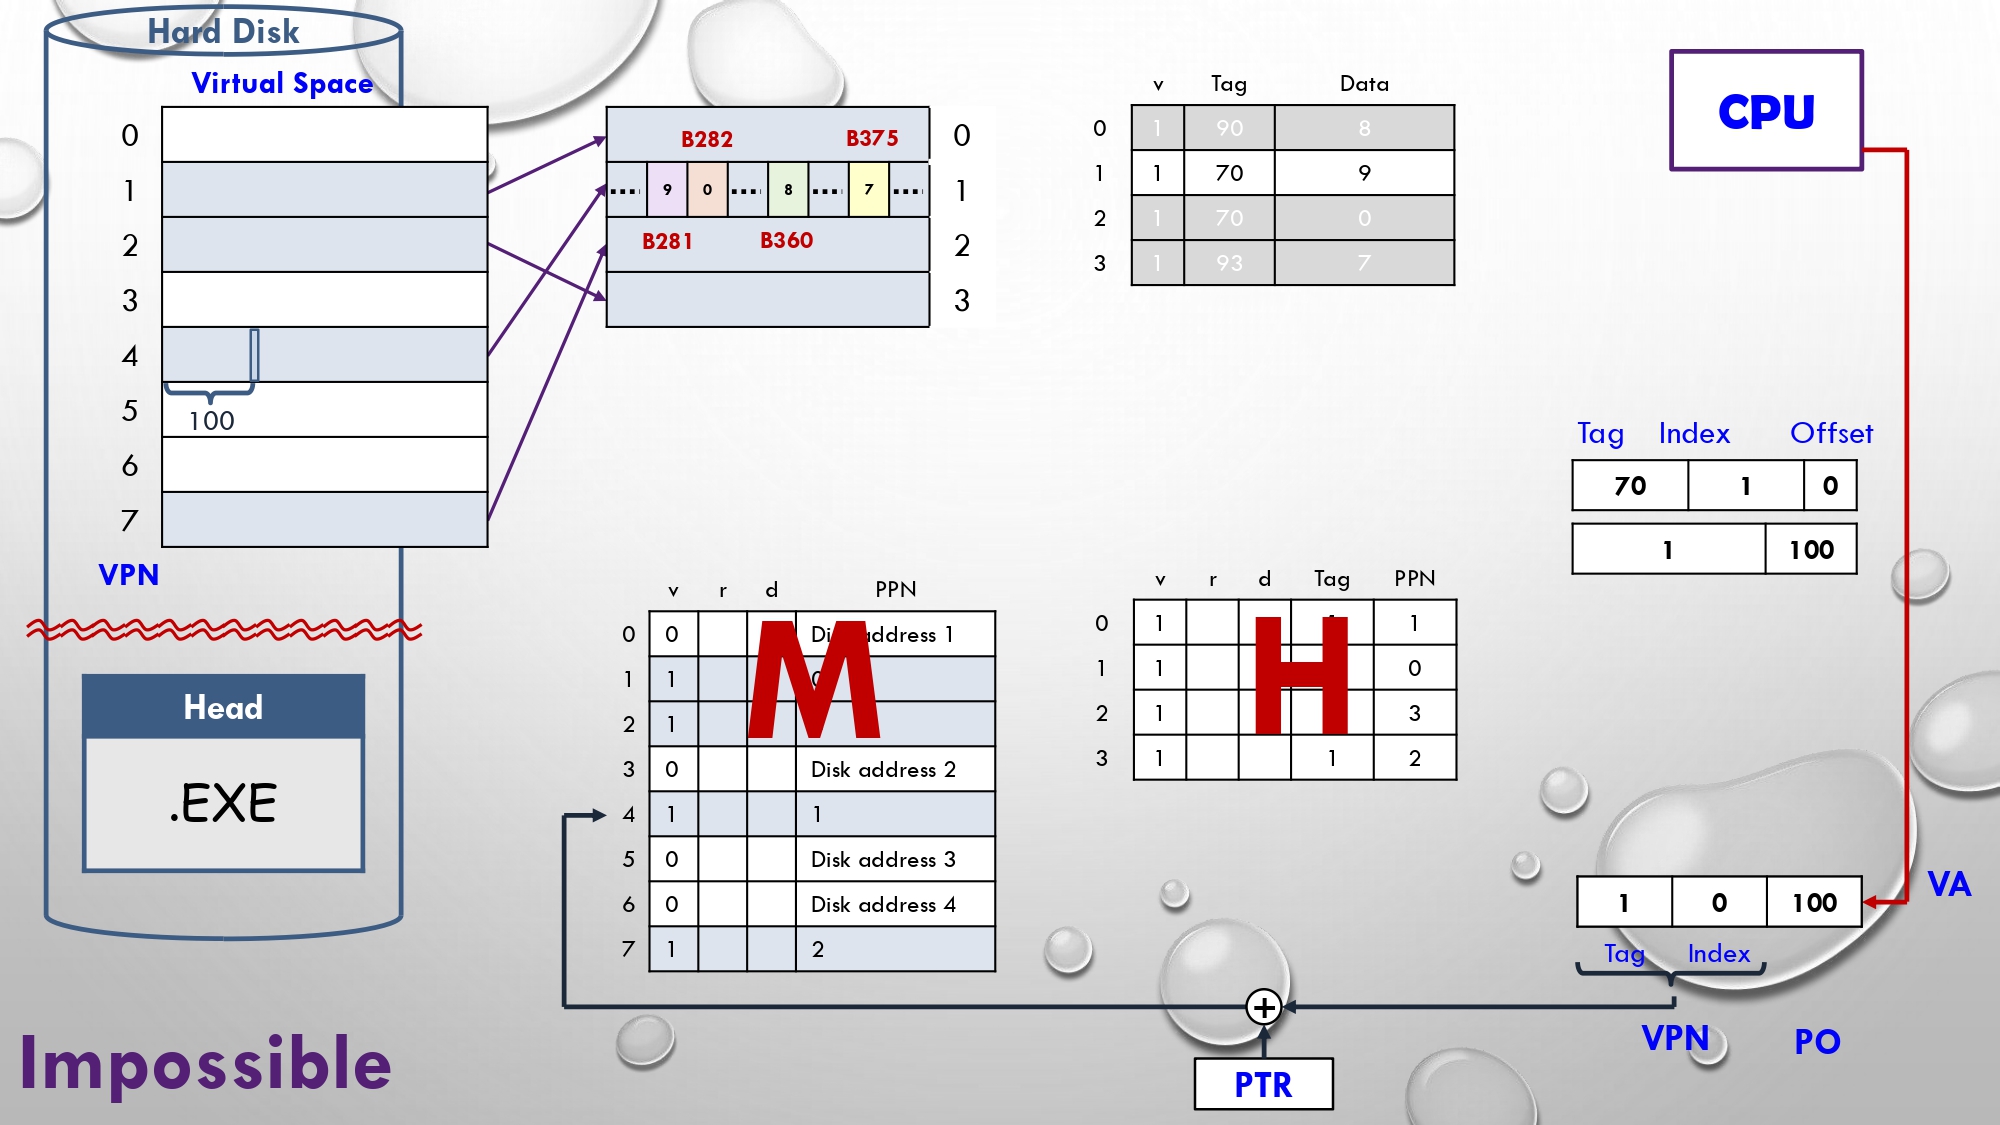 Hard Disk
Virtual Space
0
1
2
3
4
5
6
7
100
VPN
Head
.EXE
Impossible
B282 B375
.... 9 0 .... 8 .... 7 ....
B281 B360
0
1
2
3
v Tag Data
0 1 90 8
1 1 70 9
2 1 70 0
3 1 93 7
CPU
Tag Index Offset
70 1 0
1 100
v r d PPN
0 0 Disk address 1
1 1 0
2 1
3 0 Disk address 2
4 1 1
5 0 Disk address 3
6 0 Disk address 4
7 1 2
M
v r d Tag PPN
0 1 1
1 1 0
2 1 3
3 1 1 2
H
VA
1 0 100
Tag Index
VPN PO
+
PTR